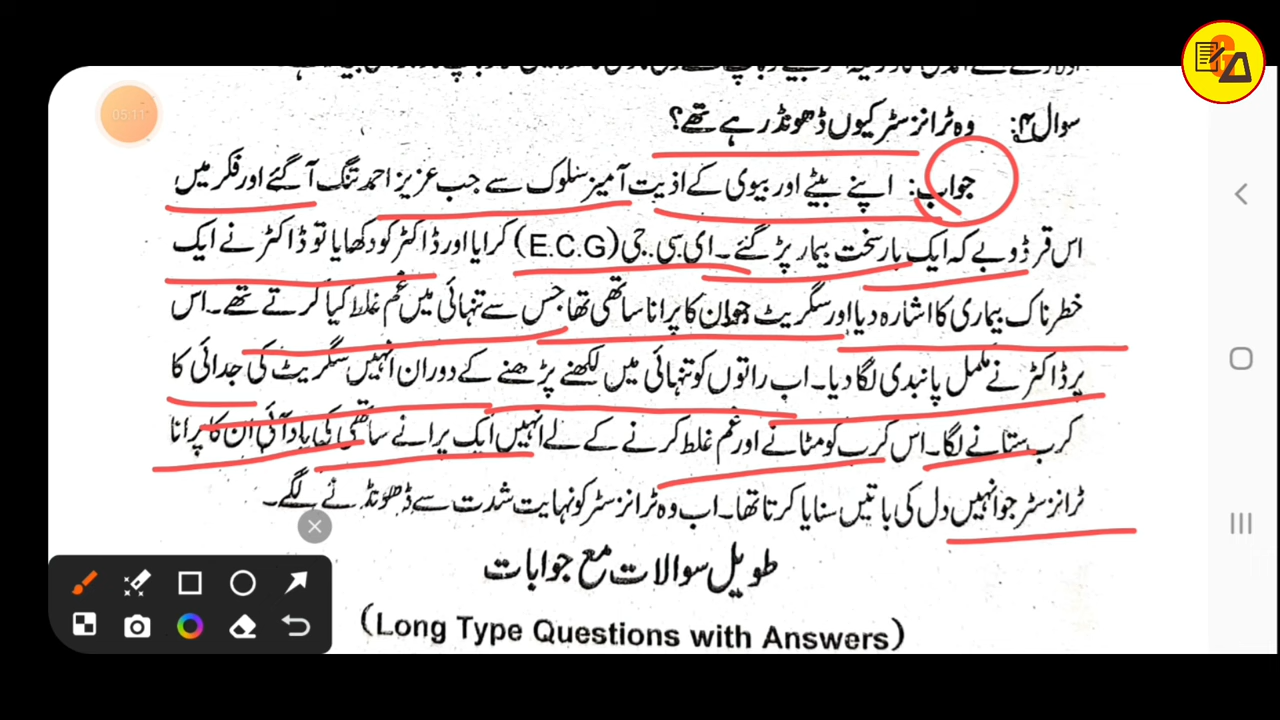 05:11
سوال ۴: وہ ٹرانزسٹر کیوں ڈھونڈ رہے تھے؟
جواب: اپنے بیٹے اور بیوی کے اذیت آمیز سلوک سے جب عزیز احمد تنگ آ گئے اور فکر میں
اس قدر ڈوبے کہ ایک بار سخت بیمار پڑ گئے۔ ای.سی.جی (E.C.G) کرایا اور ڈاکٹر کو دکھایا تو ڈاکٹر نے ایک
خطرناک بیماری کا اشارہ دیا اور سگریٹ جو ان کا پرانا ساتھی تھا جس سے تنہائی میں غم غلط کیا کرتے تھے۔ اس
پر ڈاکٹر نے مکمل پابندی لگا دیا۔ اب راتوں کو تنہائی میں لکھنے پڑھنے کے دوران انہیں سگریٹ کی جدائی کا
کرب ستانے لگا۔ اس کرب کو مٹانے اور غم غلط کرنے کے لے انہیں ایک پرانے ساتھی کی یاد آئی ان کا پرانا
ٹرانزسٹر جو انہیں دل کی باتیں سنایا کرتا تھا۔ اب وہ ٹرانزسٹر کو نہایت شدت سے ڈھونڈنے لگے۔
طویل سوالات مع جوابات
(Long Type Questions with Answers)